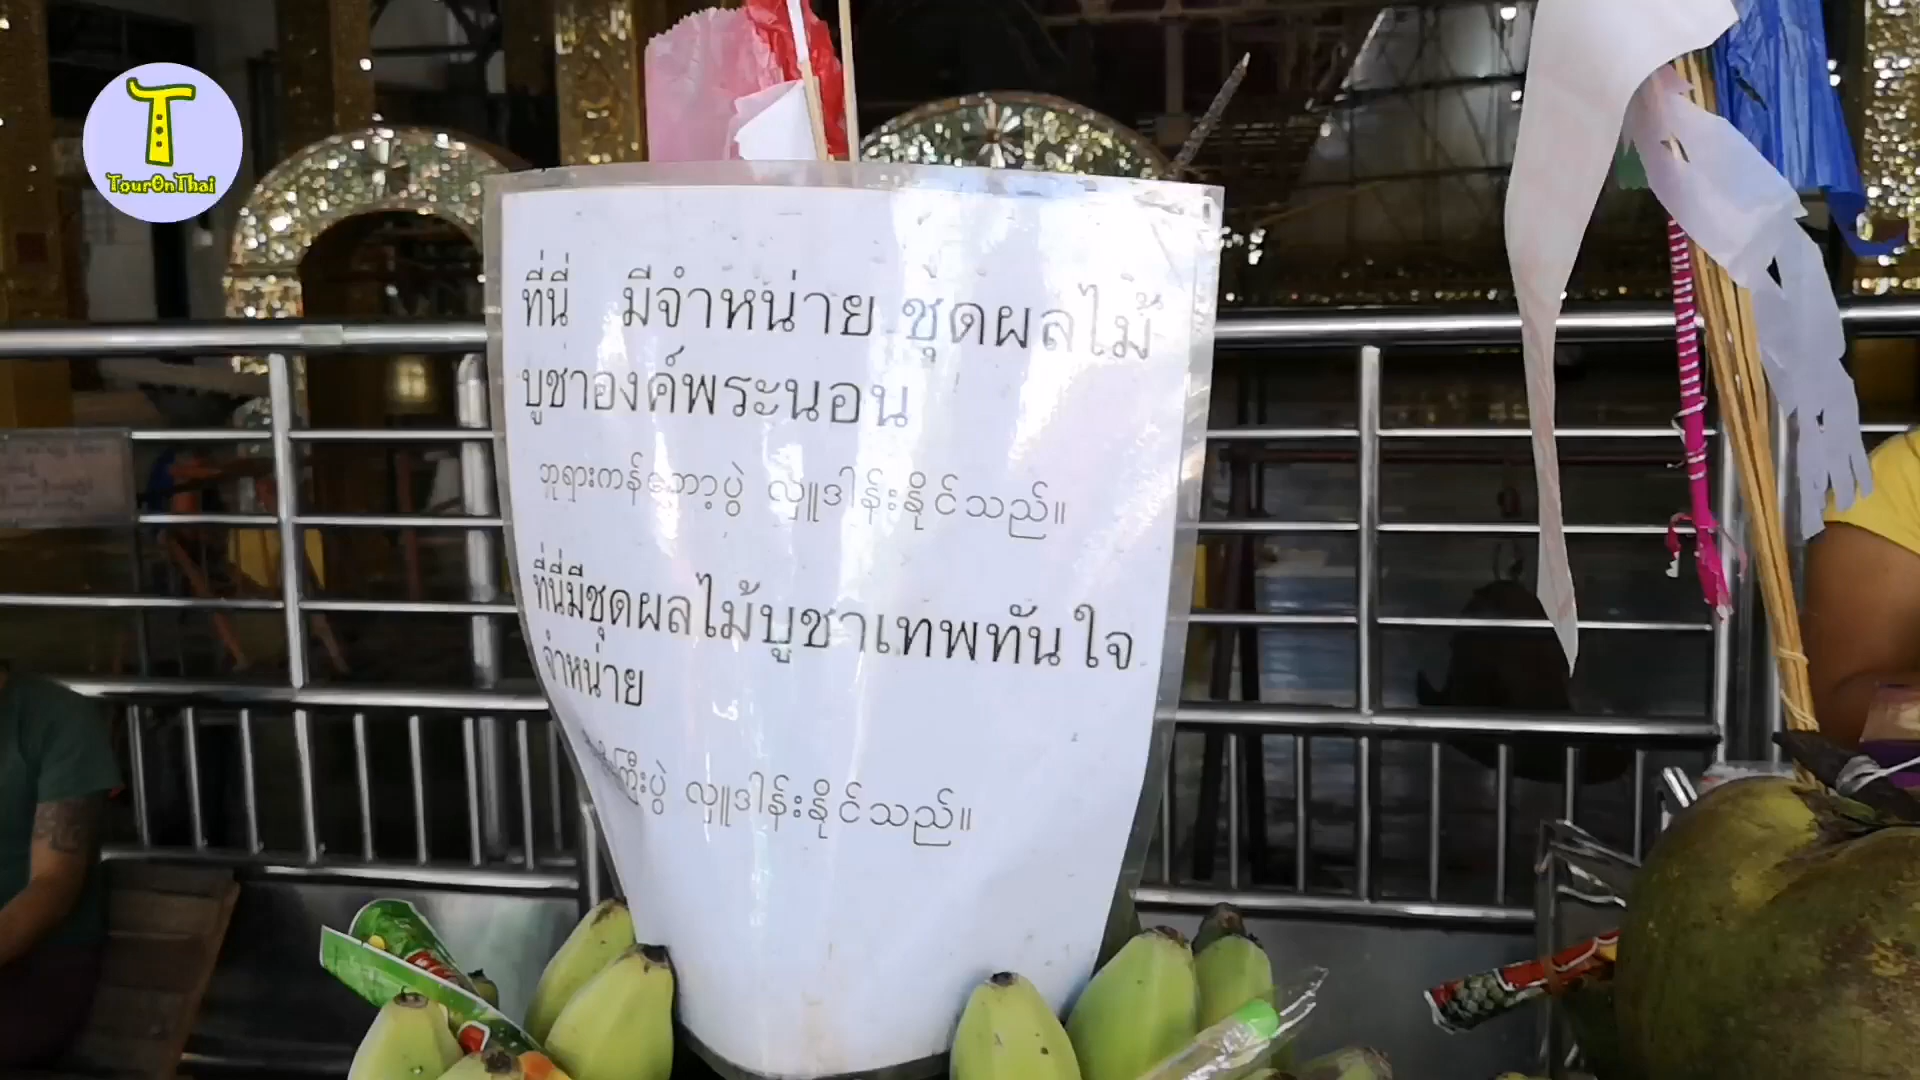 TourOnThai
ที่นี่ มีจำหน่าย ชุดผลไม้
บูชาองค์พระนอน
ဘုရားကန်တော့ပွဲ လှူဒါန်းနိုင်သည်။
ที่นี่มีชุดผลไม้บูชาเทพทันใจ
จำหน่าย
လှူဒါန်းနိုင်သည်။